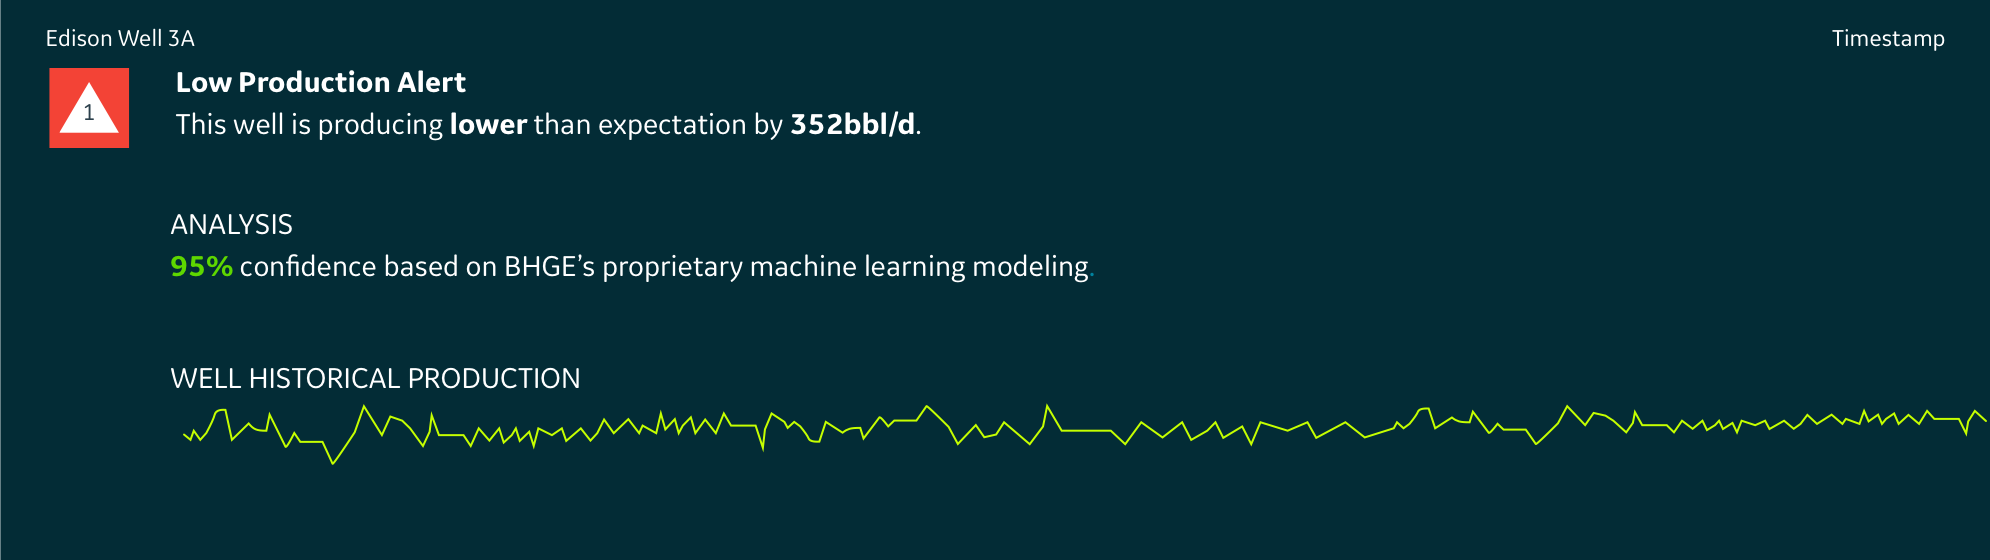 Edison Well 3A
Timestamp
1
Low Production Alert
This well is producing lower than expectation by 352bbl/d.
ANALYSIS
95% confidence based on BHGE’s proprietary machine learning modeling.
WELL HISTORICAL PRODUCTION